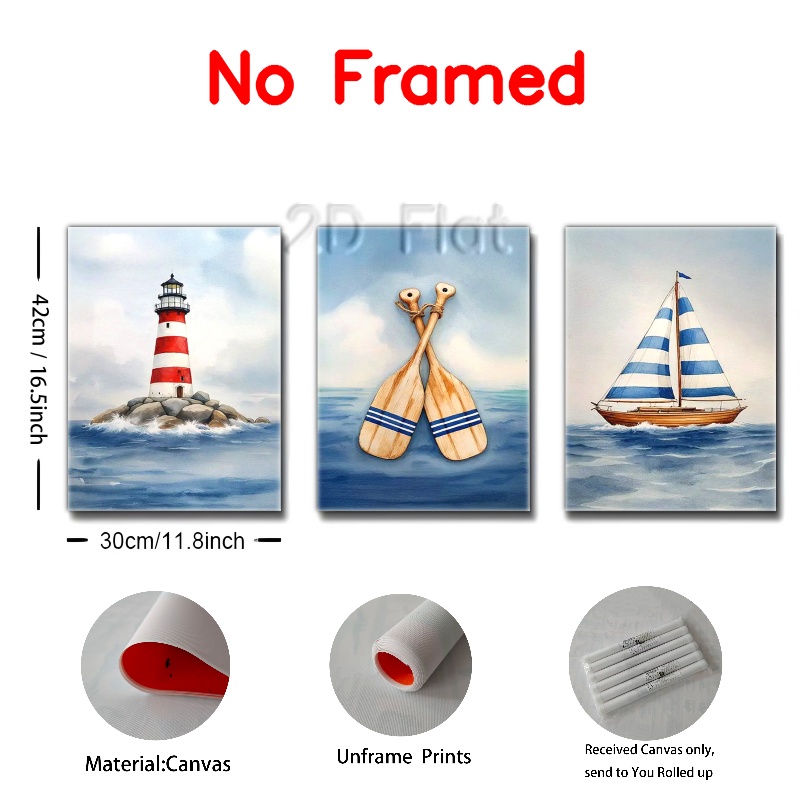 No Framed
2D Flat
42cm / 16.5inch
30cm/11.8inch
Material:Canvas
Unframe Prints
Received Canvas only,
send to You Rolled up